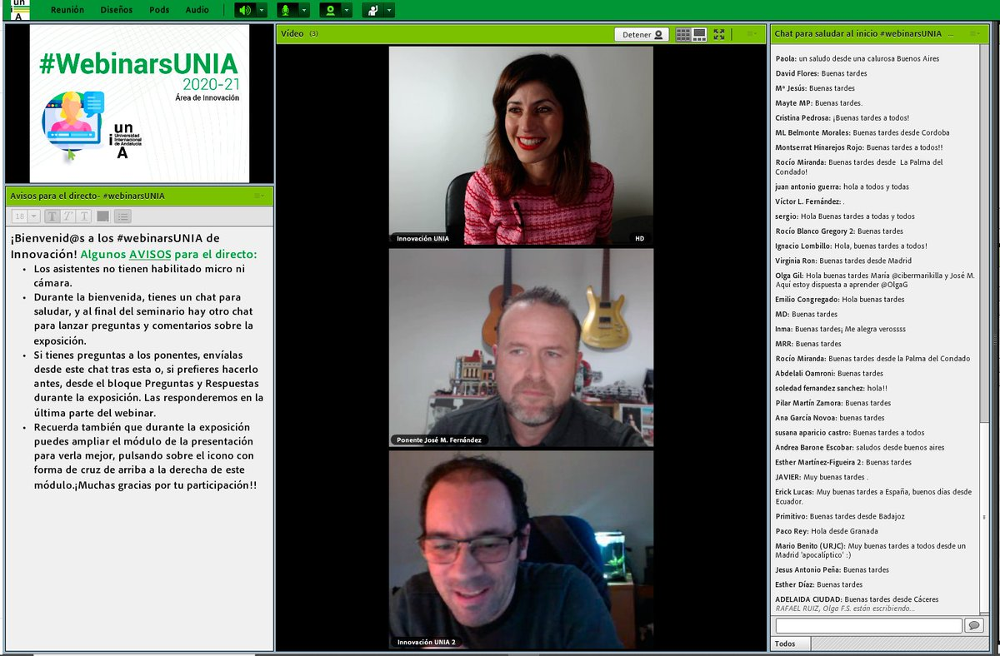 un
i
A
Reunión Diseños Pods Audio
#WebinarsUNIA
2020-21
Área de Innovación
un
i
Universidad
Internacional
de Andalucía
A
Avisos para el directo- #webinarsUNIA
18 T T T
¡Bienvenid@s a los #webinarsUNIA de
Innovación! Algunos AVISOS para el directo:
• Los asistentes no tienen habilitado micro ni
cámara.
• Durante la bienvenida, tienes un chat para
saludar, y al final del seminario hay otro chat
para lanzar preguntas y comentarios sobre la
exposición.
• Si tienes preguntas a los ponentes, envíalas
desde este chat tras esta o, si prefieres hacerlo
antes, desde el bloque Preguntas y Respuestas
durante la exposición. Las responderemos en la
última parte del webinar.
• Recuerda también que durante la exposición
puedes ampliar el módulo de la presentación
para verla mejor, pulsando sobre el icono con
forma de cruz de arriba a la derecha de este
módulo.¡Muchas gracias por tu participación!!
Vídeo (3)
Detener
Innovación UNIA
HD
Ponente José M. Fernández
Innovación UNIA 2
Chat para saludar al inicio #webinarsUNIA ...
Paola: un saludo desde una calurosa Buenos Aires
David Flores: Buenas tardes
Mª Jesús: Buenas tardes
Mayte MP: Buenas tardes.
Cristina Pedrosa: ¡Buenas tardes a todos!
ML Belmonte Morales: Buenas tardes desde Cordoba
Montserrat Hinarejos Rojo: Buenas tardes a todos!!
Rocío Miranda: Buenas tardes desde La Palma del
Condado!
juan antonio guerra: hola a todos y todas
Víctor L. Fernández: .
sergio: Hola Buenas tardes a todas y todos
Rocío Blanco Gregory 2: Buenas tardes
Ignacio Lombillo: Hola, buenas tardes a todos!
Virginia Ron: Buenas tardes desde Madrid
Olga Gil: Hola buenas tardes María @cibermarikilla y José M.
Aquí estoy dispuesta a aprender @OlgaG
Emilio Congregado: Hola buenas tardes
MD: Buenas tardes
Inma: Buenas tardes¡ Me alegra verossss
MRR: Buenas tardes
Rocío Miranda: Buenas tardes desde la Palma del Condado
Abdelali Oamroni: Buenas tardes
soledad fernandez sanchez: hola!!
Pilar Martín Zamora: Buenas tardes
Ana García Novoa: buenas tardes
susana aparicio castro: Buenas tardes a todos
Andrea Barone Escobar: saludos desde buenos aires
Esther Martínez-Figueira 2: Buenas tardes
JAVIER: Muy buenas tardes .
Erick Lucas: Muy buenas tardes a España, buenos días desde
Ecuador.
Primitivo: Buenas tardes desde Badajoz
Paco Rey: Hola desde Granada
Mario Benito (URJC): Muy buenas tardes a todos desde un
Madrid 'apocalíptico' :)
Jesus Antonio Peña: Buenas tardes
Esther Díaz: Buenas tardes
ADELAIDA CIUDAD: Buenas tardes desde Cáceres
RAFAEL RUIZ, Olga F.S. están escribiendo...
Todos